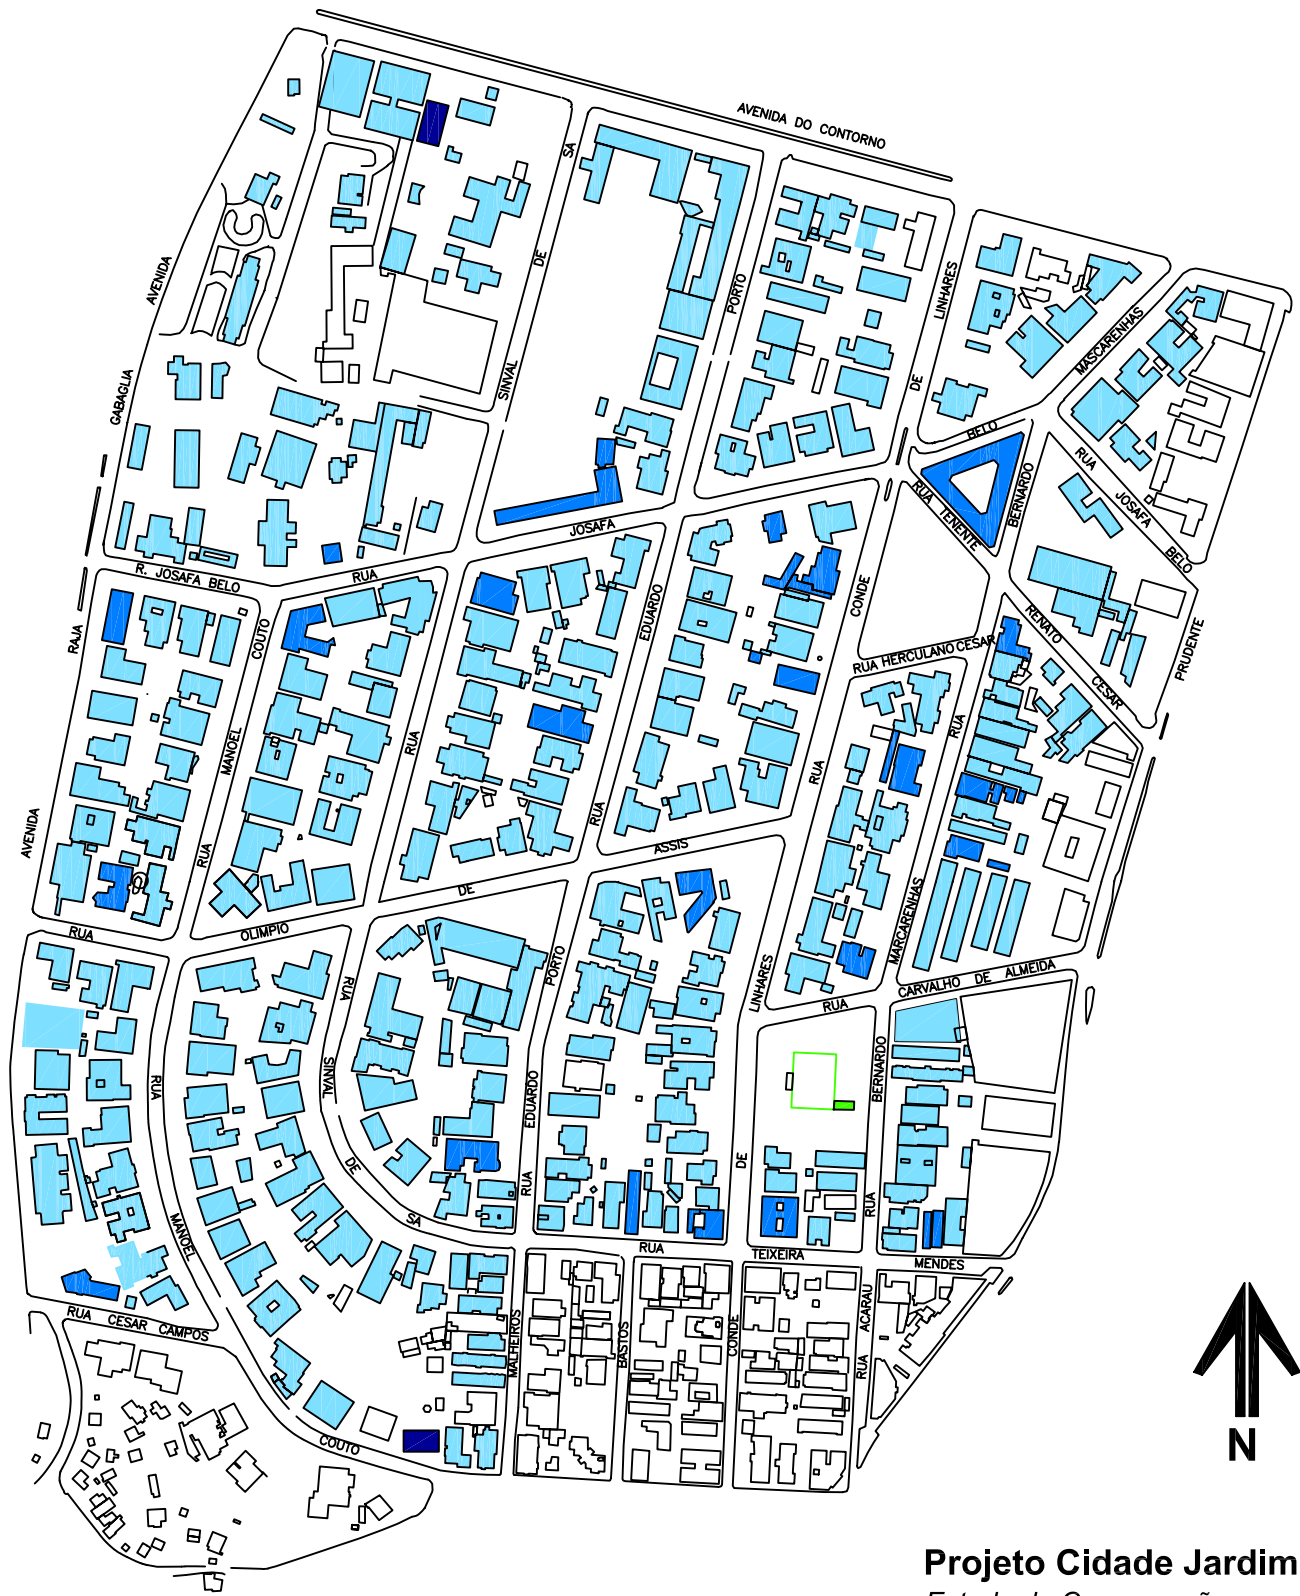 AVENIDA DO CONTORNO
SA
AVENIDA
DE
PORTO
LINHARES
MASCARENHAS
GABAGLIA
SINVAL
DE
BELO
RUA
JOSAFA
BELO
RUA TENENTE
BERNARDO
JOSAFA
R. JOSAFA BELO
RUA
RAJA
COUTO
EDUARDO
CONDE
RENATO
CESAR
PRUDENTE
RUA HERCULANO CESAR
MANOEL
RUA
RUA
RUA
AVENIDA
RUA
RUA
ASSIS
DE
RUA
OLIMPIO
MARCARENHAS
PORTO
LINHARES
RUA
CARVALHO DE ALMEIDA
RUA
RUA
SINVAL
EDUARDO
BERNARDO
DE
DE
RUA
RUA
MANOEL
SA
RUA
TEIXEIRA
MENDES
RUA CESAR CAMPOS
MALHEIROS
BASTOS
CONDE
RUA ACARAU
COUTO
N
Projeto Cidade Jardim